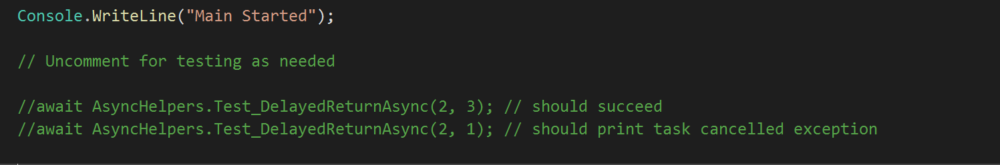 Console.WriteLine("Main Started");
// Uncomment for testing as needed
//await AsyncHelpers.Test_DelayedReturnAsync(2, 3); // should succeed
//await AsyncHelpers.Test_DelayedReturnAsync(2, 1); // should print task cancelled exception